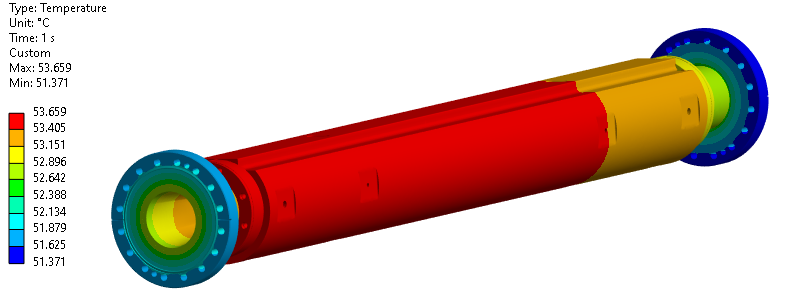 Type: Temperature
Unit: °C
Time: 1 s
Custom
Max: 53.659
Min: 51.371
53.659
53.405
53.151
52.896
52.642
52.388
52.134
51.879
51.625
51.371